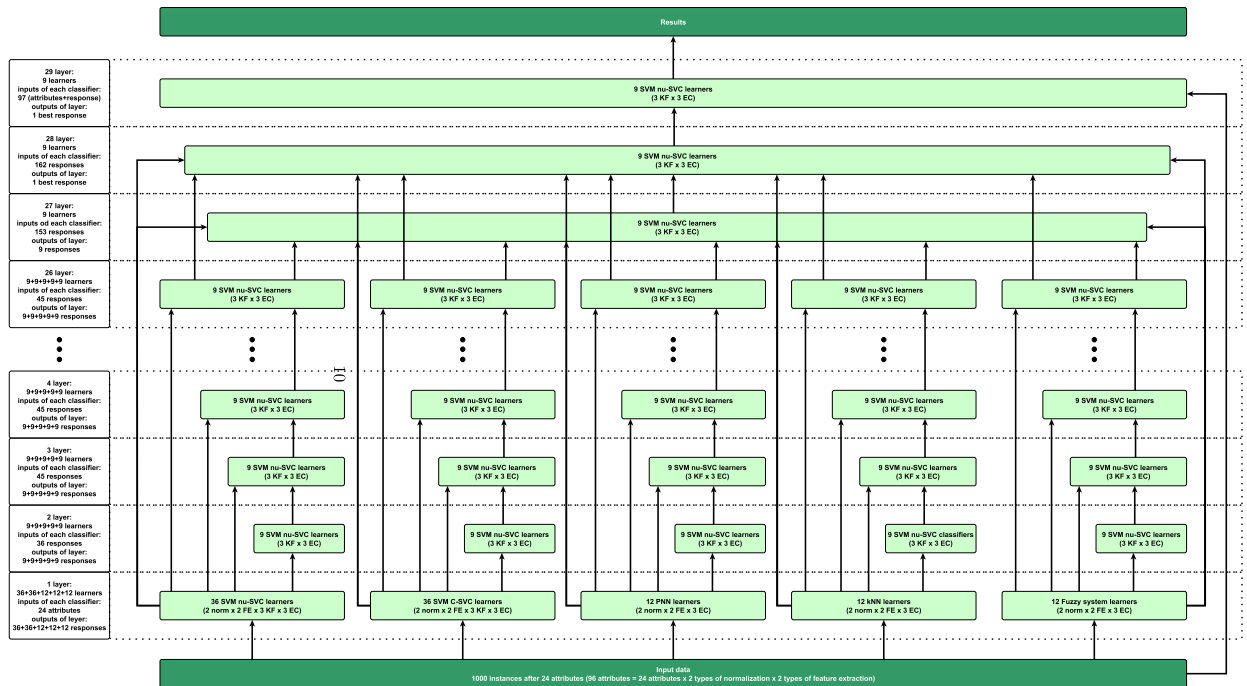 Results
29 layer:
9 learners
inputs of each classifier:
97 (attributes+response)
outputs of layer:
1 best response
9 SVM nu-SVC learners
(3 KF x 3 EC)
28 layer:
9 learners
inputs of each classifier:
162 responses
outputs of layer:
1 best response
9 SVM nu-SVC learners
(3 KF x 3 EC)
27 layer:
9 learners
inputs od each classifier:
153 responses
outputs of layer:
9 responses
9 SVM nu-SVC learners
(3 KF x 3 EC)
26 layer:
9+9+9+9+9 learners
inputs of each classifier:
45 responses
outputs of layer:
9+9+9+9+9 responses
9 SVM nu-SVC learners
(3 KF x 3 EC)
9 SVM nu-SVC learners
(3 KF x 3 EC)
9 SVM nu-SVC learners
(3 KF x 3 EC)
9 SVM nu-SVC learners
(3 KF x 3 EC)
9 SVM nu-SVC learners
(3 KF x 3 EC)
10
4 layer:
9+9+9+9+9 learners
inputs of each classifier:
45 responses
outputs of layer:
9+9+9+9+9 responses
9 SVM nu-SVC learners
(3 KF x 3 EC)
9 SVM nu-SVC learners
(3 KF x 3 EC)
9 SVM nu-SVC learners
(3 KF x 3 EC)
9 SVM nu-SVC learners
(3 KF x 3 EC)
9 SVM nu-SVC learners
(3 KF x 3 EC)
3 layer:
9+9+9+9+9 learners
inputs of each classifier:
45 responses
outputs of layer:
9+9+9+9+9 responses
9 SVM nu-SVC learners
(3 KF x 3 EC)
9 SVM nu-SVC learners
(3 KF x 3 EC)
9 SVM nu-SVC learners
(3 KF x 3 EC)
9 SVM nu-SVC learners
(3 KF x 3 EC)
9 SVM nu-SVC learners
(3 KF x 3 EC)
2 layer:
9+9+9+9+9 learners
inputs of each classifier:
36 responses
outputs of layer:
9+9+9+9+9 responses
9 SVM nu-SVC learners
(3 KF x 3 EC)
9 SVM nu-SVC learners
(3 KF x 3 EC)
9 SVM nu-SVC learners
(3 KF x 3 EC)
9 SVM nu-SVC classifiers
(3 KF x 3 EC)
9 SVM nu-SVC learners
(3 KF x 3 EC)
1 layer:
36+36+12+12+12 learners
inputs of each classifier:
24 attributes
outputs of leyer:
36+36+12+12+12 responses
36 SVM nu-SVC learners
(2 norm x 2 FE x 3 KF x 3 EC)
36 SVM C-SVC learners
(2 norm x 2 FE x 3 KF x 3 EC)
12 PNN learners
(2 norm x 2 FE x 3 EC)
12 kNN learners
(2 norm x 2 FE x 3 EC)
12 Fuzzy system learners
(2 norm x 2 FE x 3 EC)
Input data
1000 instances after 24 attributes (96 attributes = 24 attributes x 2 types of normalization x 2 types of feature extraction)